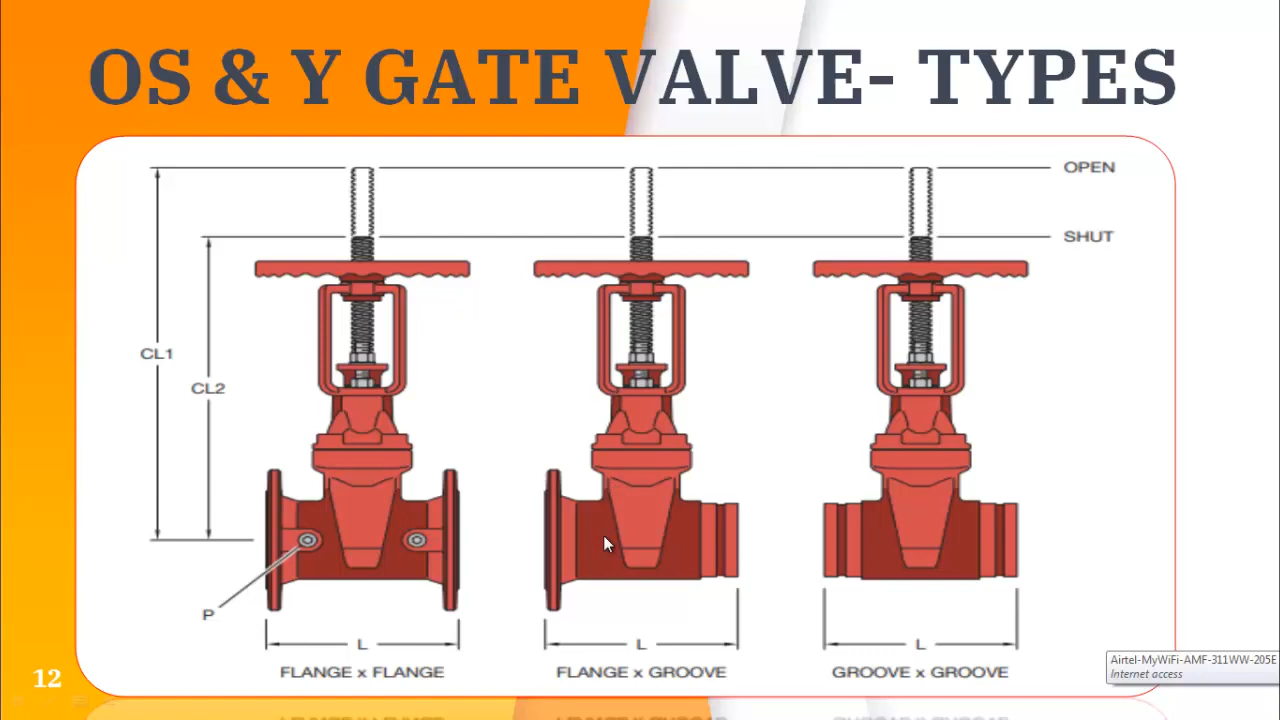 OS & Y GATE VALVE- TYPES
OPEN
SHUT
CL1
CL2
P
L
L
L
FLANGE x FLANGE
FLANGE x GROOVE
GROOVE x GROOVE
12
Airtel-MyWiFi-AMF-311WW-205E
Internet access